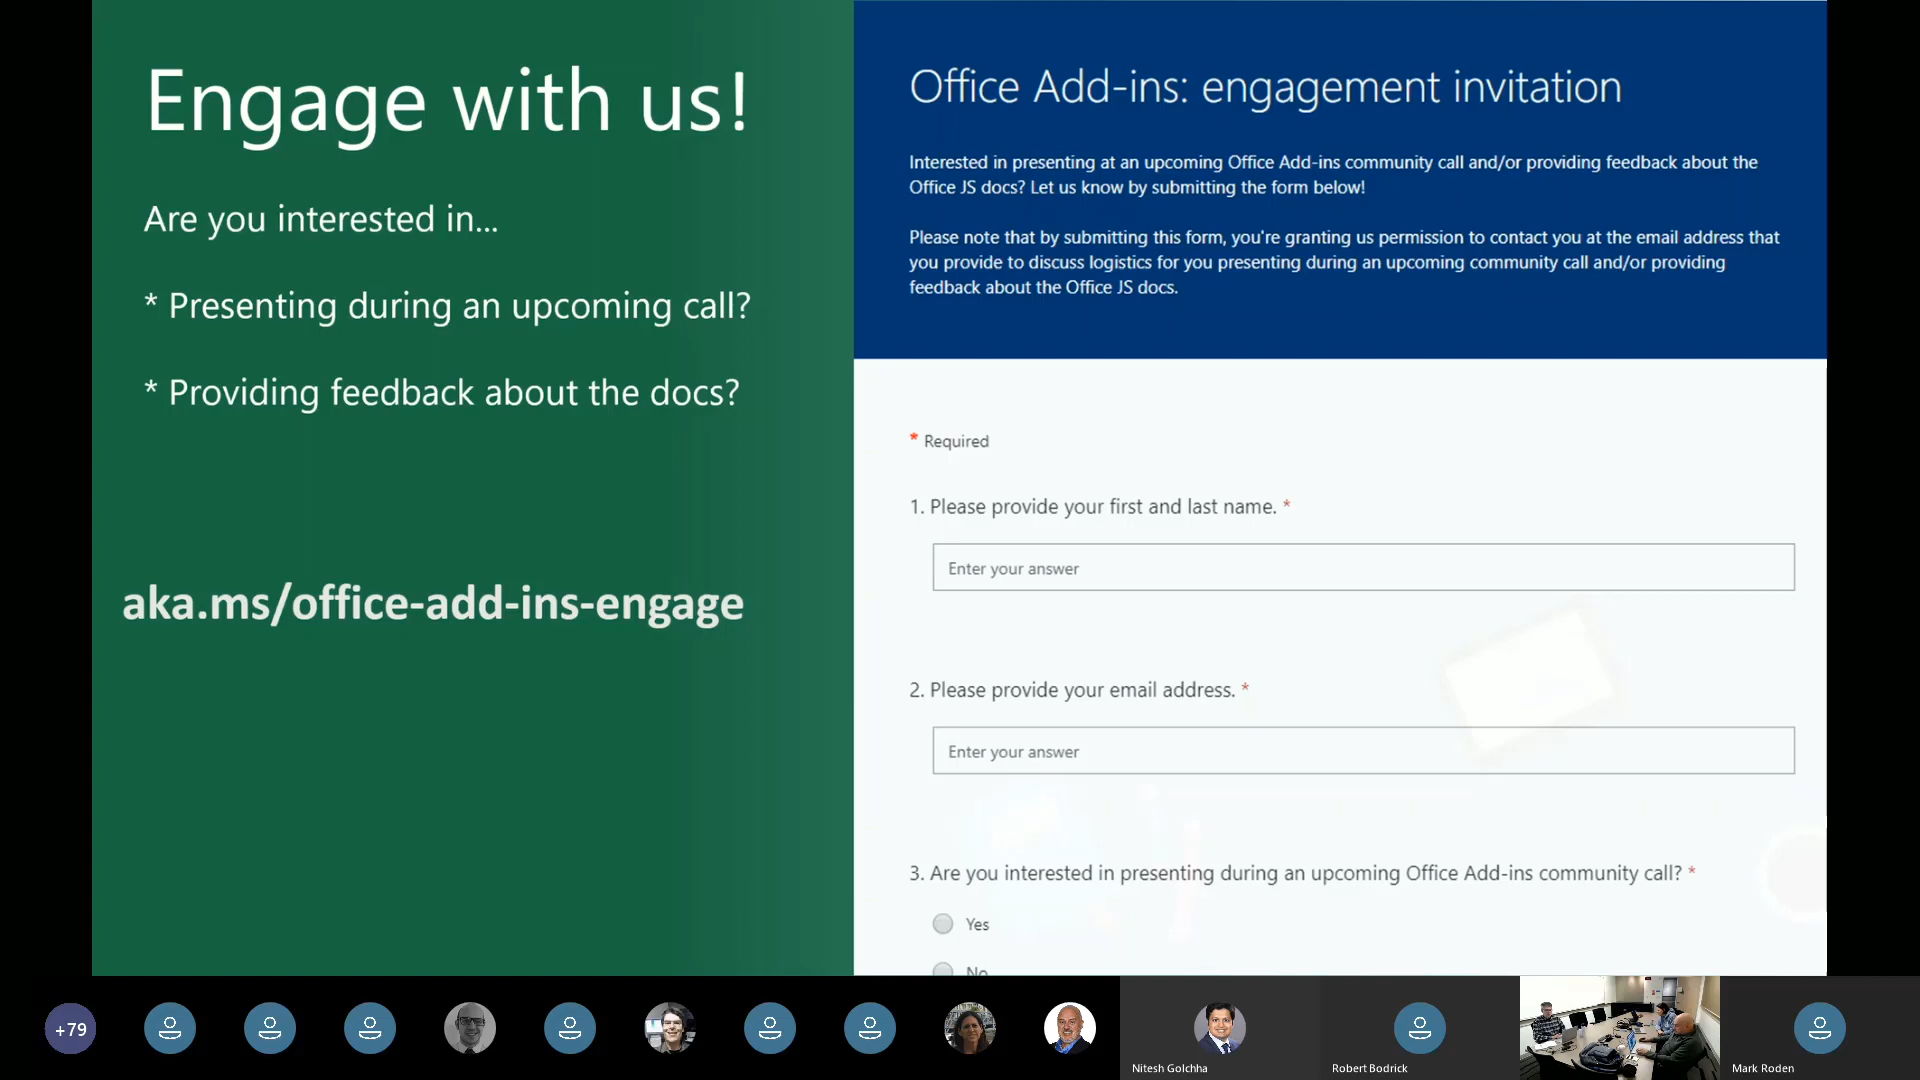 Engage with us!
Are you interested in...
* Presenting during an upcoming call?
* Providing feedback about the docs?
aka.ms/office-add-ins-engage
Office Add-ins: engagement invitation
Interested in presenting at an upcoming Office Add-ins community call and/or providing feedback about the
Office JS docs? Let us know by submitting the form below!
Please note that by submitting this form, you're granting us permission to contact you at the email address that
you provide to discuss logistics for you presenting during an upcoming community call and/or providing
feedback about the Office JS docs.
* Required
1. Please provide your first and last name. *
Enter your answer
2. Please provide your email address. *
Enter your answer
3. Are you interested in presenting during an upcoming Office Add-ins community call? *
Yes
No
+79
Nitesh Golchha
Robert Bodrick
Mark Roden